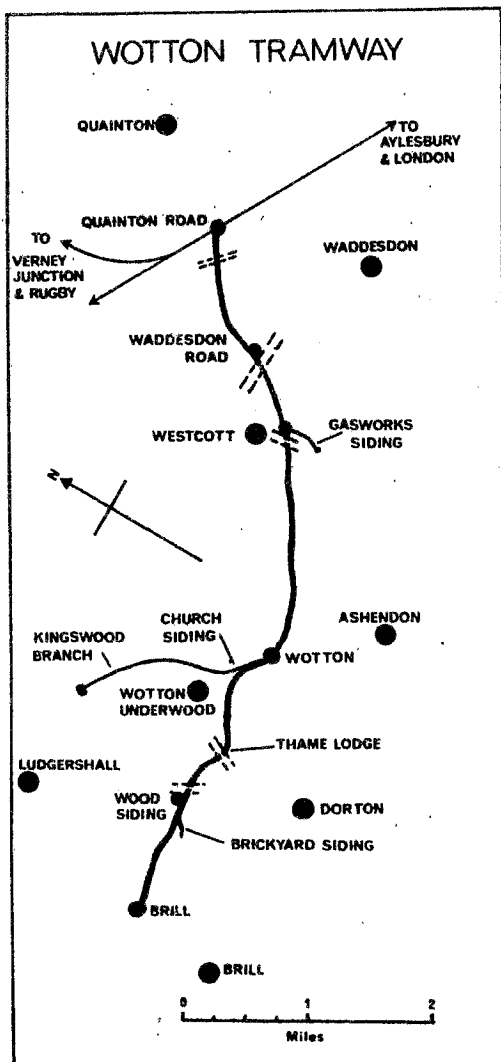 WOTTON TRAMWAY
QUAINTON
TO
AYLESBURY
& LONDON
QUAINTON ROAD
TO
VERNEY
JUNCTION
& RUGBY
WADDESDON
WADDESDON
ROAD
WESTCOTT
GASWORKS
SIDING
N
CHURCH
SIDING
KINGSWOOD
BRANCH
ASHENDON
WOTTON
WOTTON
UNDERWOOD
THAME LODGE
LUDGERSHALL
WOOD
SIDING
DORTON
BRICKYARD SIDING
BRILL
BRILL
0 1 2
Miles